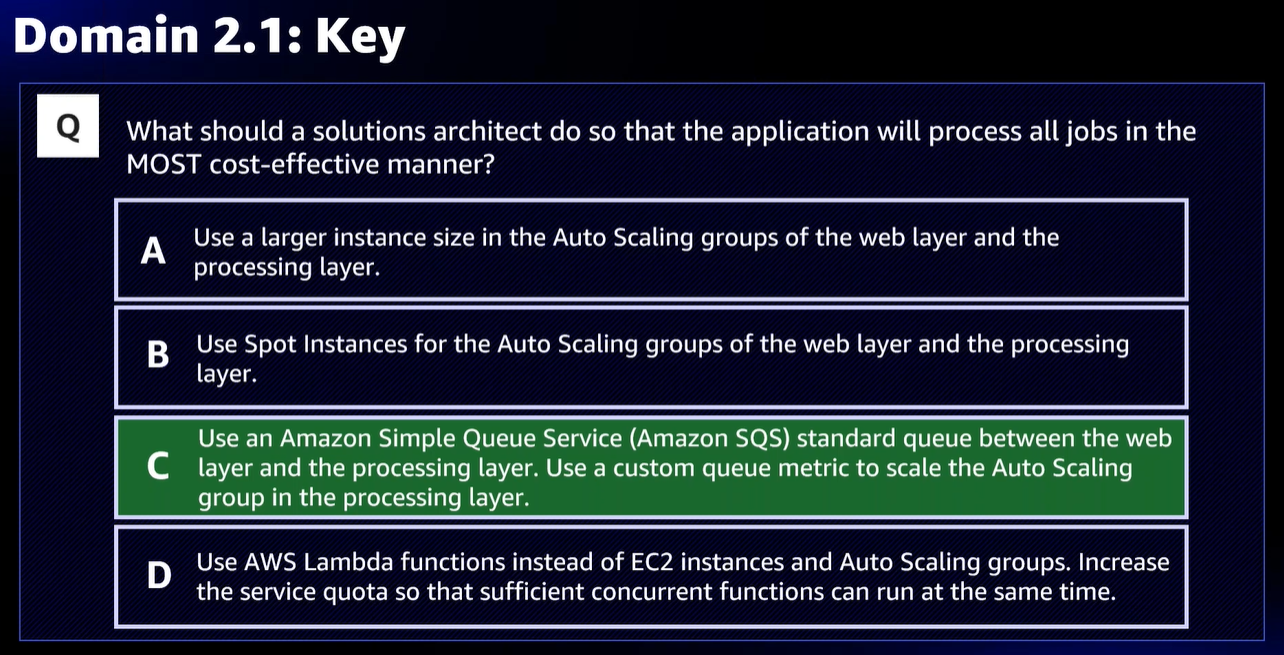 Domain 2.1: Key
Q
What should a solutions architect do so that the application will process all jobs in the
MOST cost-effective manner?
A
Use a larger instance size in the Auto Scaling groups of the web layer and the
processing layer.
B
Use Spot Instances for the Auto Scaling groups of the web layer and the processing
layer.
C
Use an Amazon Simple Queue Service (Amazon SQS) standard queue between the web
layer and the processing layer. Use a custom queue metric to scale the Auto Scaling
group in the processing layer.
D
Use AWS Lambda functions instead of EC2 instances and Auto Scaling groups. Increase
the service quota so that sufficient concurrent functions can run at the same time.